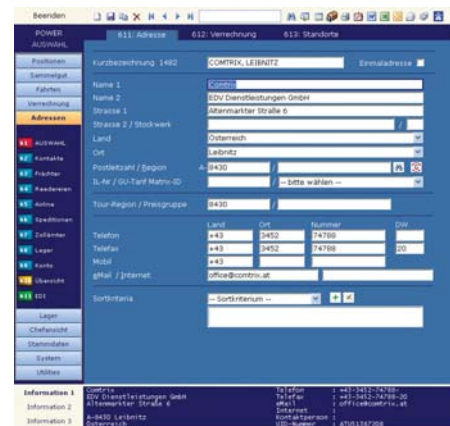 Beenden
POWER
AUSWAHL
611: Adresse 612: Verrechnung 613: Standorte
Positionen
Sammelgut
Fahrten
Verrechnung
Adressen
AUSWAHL
Kontakte
Frächter
Reedereien
Airline
Speditionen
Zollämter
Lager
Konto
Übersicht
EDI
Lager
Chefansicht
Stammdaten
System
Utilities
Information 1
Information 2
Information 3
Kurzbezeichnung 1482 COMTRIX, LEIBNITZ Einmaladresse
Name 1 Comtrix
Name 2 EDV Dienstleistungen GmbH
Strasse 1 Altenmarkter Straße 6
Strasse 2 / Stockwerk /
Land Österreich
Ort Leibnitz
Postleitzahl / Region A- 8430 /
IL-Nr / GU-Tarif Matrix-ID / -- bitte wählen --
Tour-Region / Preisgruppe 8430 /
Land Ort Nummer DW
Telefon +43 3452 74788
Telefax +43 3452 74788 20
Mobil +43
eMail / Internet office@comtrix.at
Sortkriteria -- Sortkriterium --
Comtrix
EDV Dienstleistungen GmbH
Altenmarkter Straße 6
A-8430 Leibnitz
Österreich
Telefon : +43-3452-74788-
Telefax : +43-3452-74788-20
eMail : office@comtrix.at
Internet :
Kontaktperson :
UID-Nummer : ATU51367208